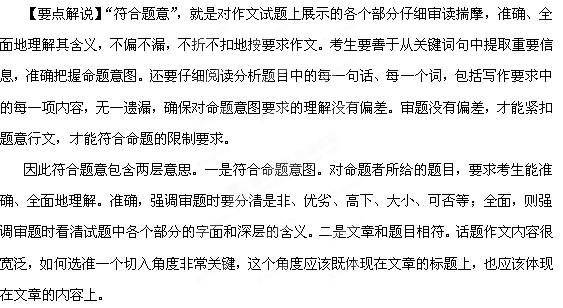 【要点解说】“符合题意”，就是对作文试题上展示的各个部分仔细审读揣摩，准确、全
面地理解其含义，不偏不漏，不折不扣地按要求作文。考生要善于从关键词句中提取重要信
息，准确把握命题意图。还要仔细阅读分析题目中的每一句话、每一个词，包括写作要求中
的每一项内容，无一遗漏，确保对命题意图要求的理解没有偏差。审题没有偏差，才能紧扣
题意行文，才能符合命题的限制要求。
因此符合题意包含两层意思。一是符合命题意图。对命题者所给的题目，要求考生能准
确、全面地理解。准确，强调审题时要分清是非、优劣、高下、大小、可否等；全面，则强
调审题时看清试题中各个部分的字面和深层的含义。二是文章和题目相符。话题作文内容很
宽泛，如何选准一个切入角度非常关键，这个角度应该既体现在文章的标题上，也应该体现
在文章的内容上。